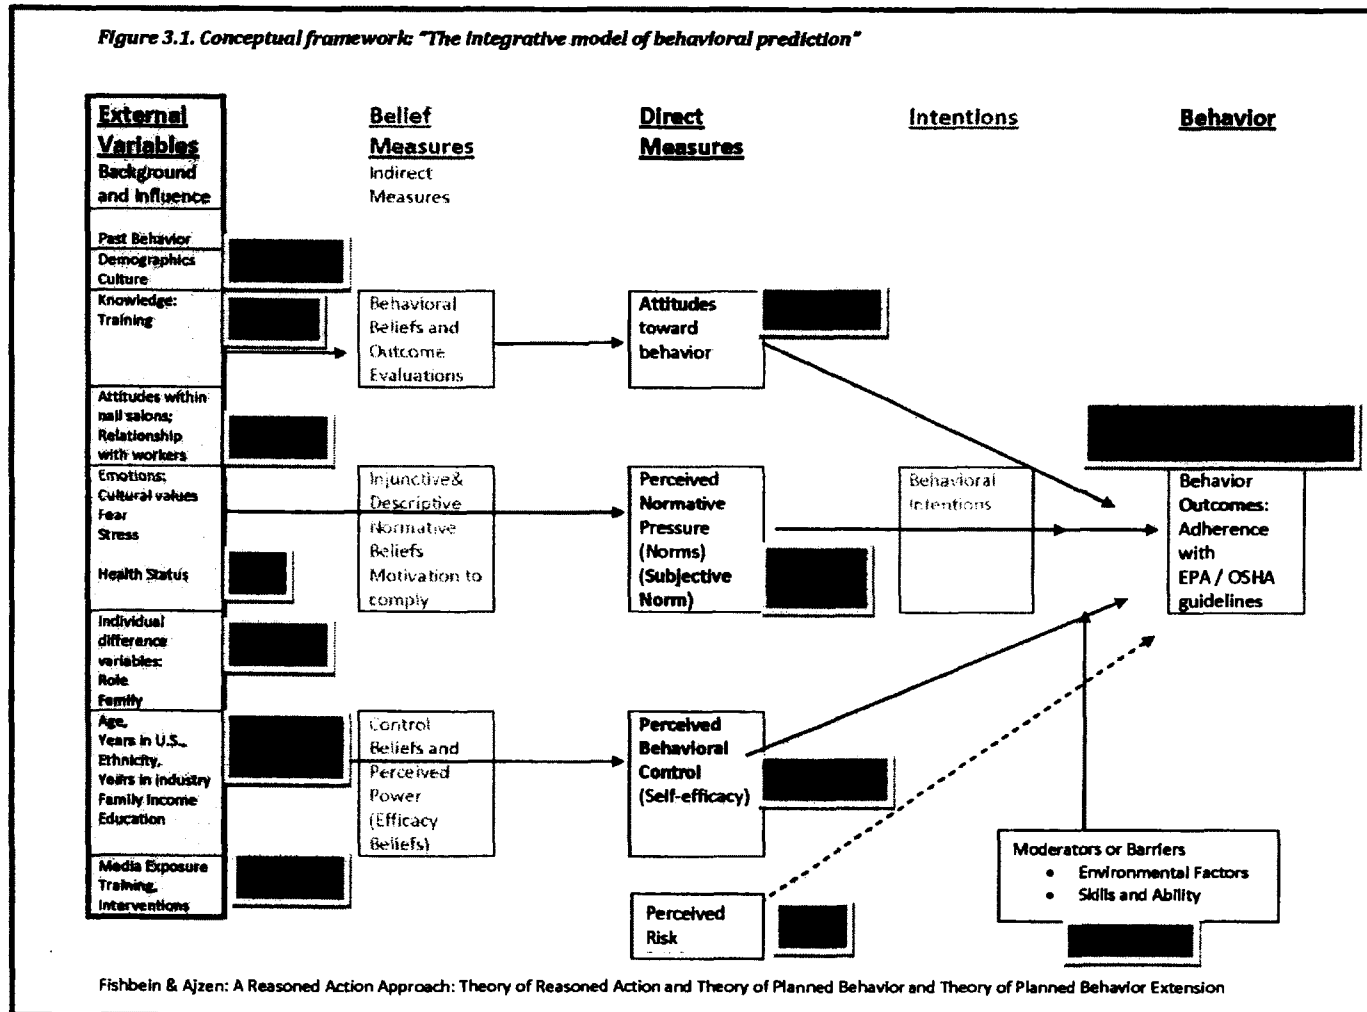 Figure 3.1. Conceptual framework: "The integrative model of behavioral prediction"
External
Variables
Background
and Influence
Past Behavior
Demographics
Culture
Knowledge:
Training
Attitudes within
nail salons;
Relationship
with workers
Emotions:
Cultural values
Fear
Stress
Health Status
Individual
difference
variables:
Role
Family
Age,
Years in U.S.,
Ethnicity,
Years in industry
Family Income
Education
Media Exposure
Training,
Interventions
Belief
Measures
Indirect
Measures
Behavioral
Beliefs and
Outcome
Evaluations
Injunctive&
Descriptive
Normative
Beliefs
Motivation to
comply
Control
Beliefs and
Perceived
Power
(Efficacy
Beliefs)
Direct
Measures
Attitudes
toward
behavior
Perceived
Normative
Pressure
(Norms)
(Subjective
Norm)
Perceived
Behavioral
Control
(Self-efficacy)
Perceived
Risk
Intentions
Behavioral
Intentions
Behavior
Behavior
Outcomes:
Adherence
with
EPA / OSHA
guidelines
Moderators or Barriers
• Environmental Factors
• Skills and Ability
Fishbein & Ajzen: A Reasoned Action Approach: Theory of Reasoned Action and Theory of Planned Behavior and Theory of Planned Behavior Extension